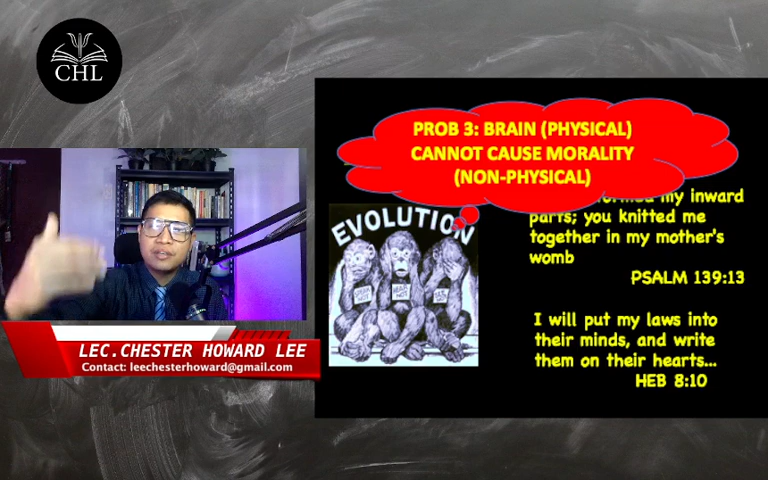 CHL
PROB 3: BRAIN (PHYSICAL)
CANNOT CAUSE MORALITY
(NON-PHYSICAL)
my inward
parts; you knitted me
together in my mother's
womb
PSALM 139:13
EVOLUTION
HEAR NOT
I will put my laws into
their minds, and write
them on their hearts...
HEB 8:10
LEC.CHESTER HOWARD LEE
Contact: leechesterhoward@gmail.com